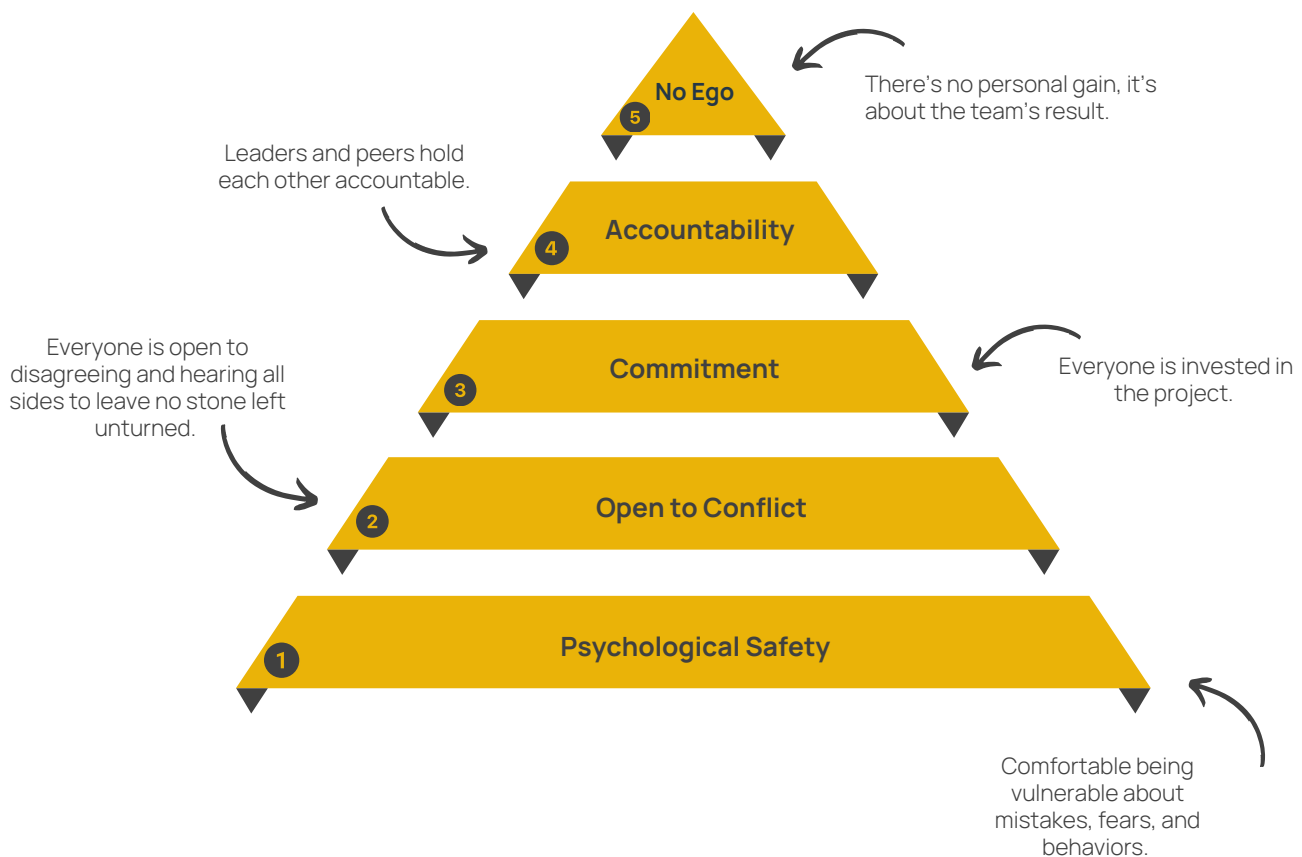 No Ego
5
There's no personal gain, it's
about the team's result.
Leaders and peers hold
each other accountable.
Accountability
4
Everyone is open to
disagreeing and hearing all
sides to leave no stone left
unturned.
Commitment
3
Everyone is invested in
the project.
Open to Conflict
2
Psychological Safety
1
Comfortable being
vulnerable about
mistakes, fears, and
behaviors.